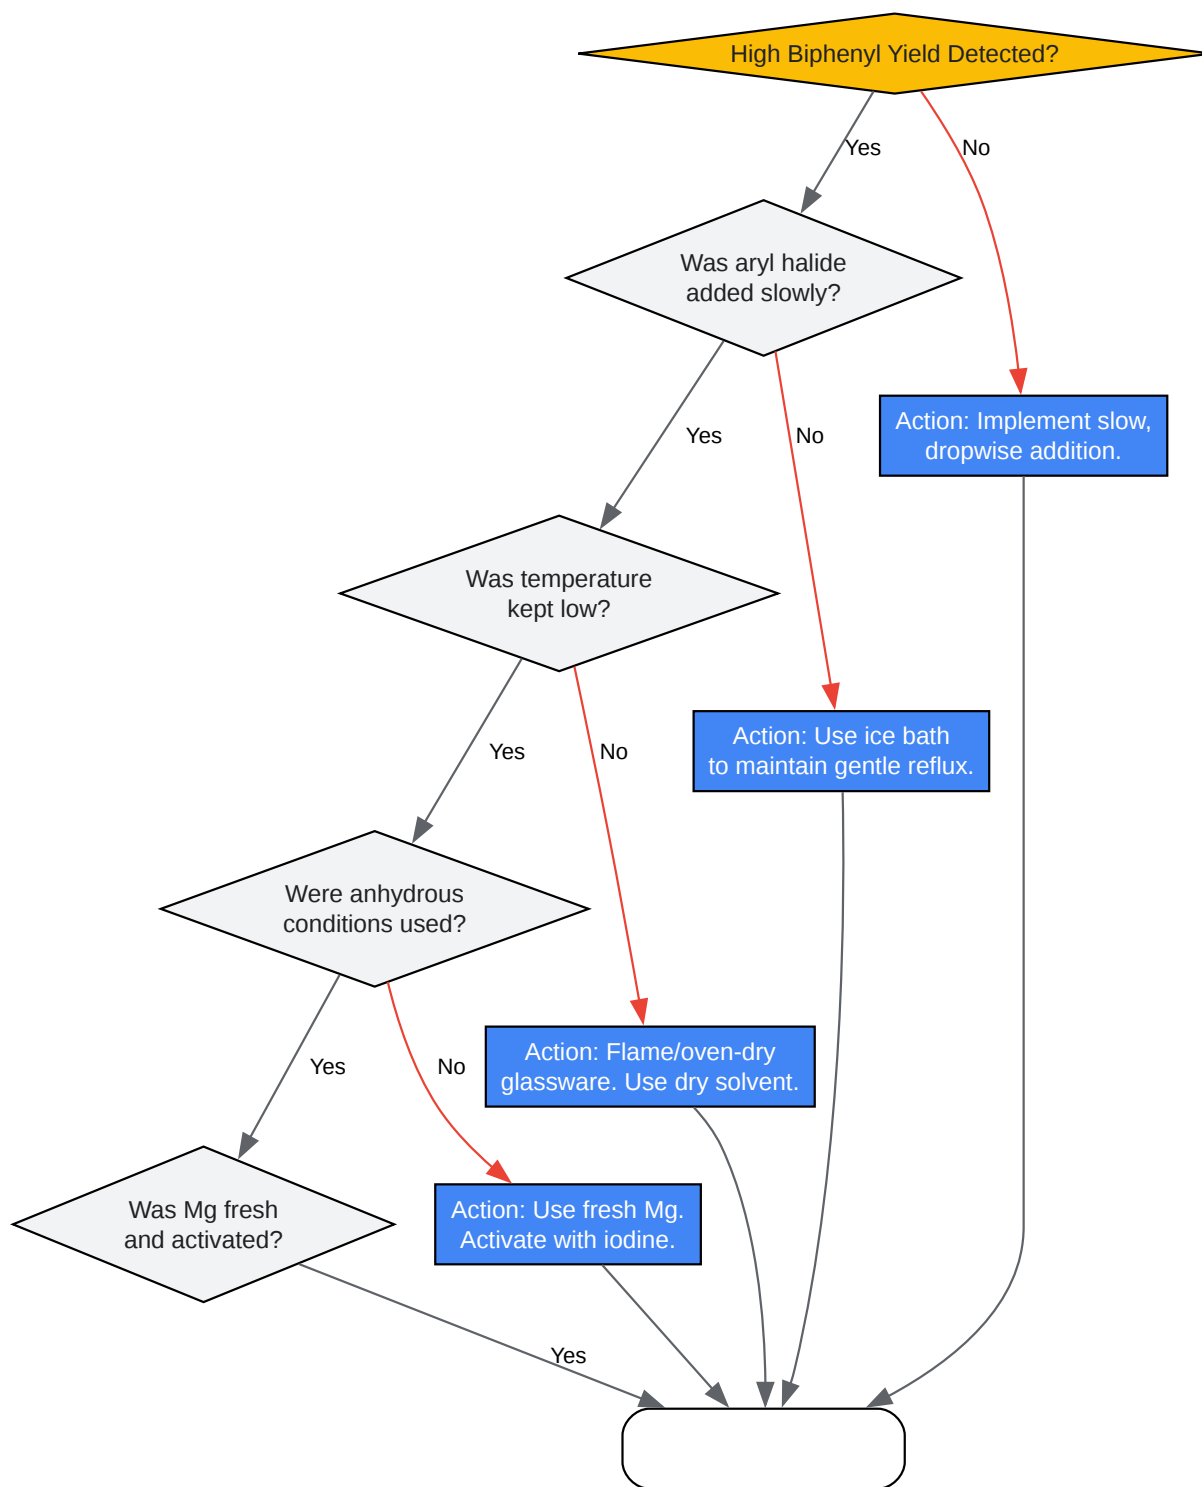 High Biphenyl Yield Detected?
Yes
No
Was aryl halide
added slowly?
Action: Implement slow,
dropwise addition.
Yes
No
Was temperature
kept low?
Action: Use ice bath
to maintain gentle reflux.
Yes
No
Were anhydrous
conditions used?
Action: Flame/oven-dry
glassware. Use dry solvent.
Yes
No
Was Mg fresh
and activated?
Action: Use fresh Mg.
Activate with iodine.
Yes